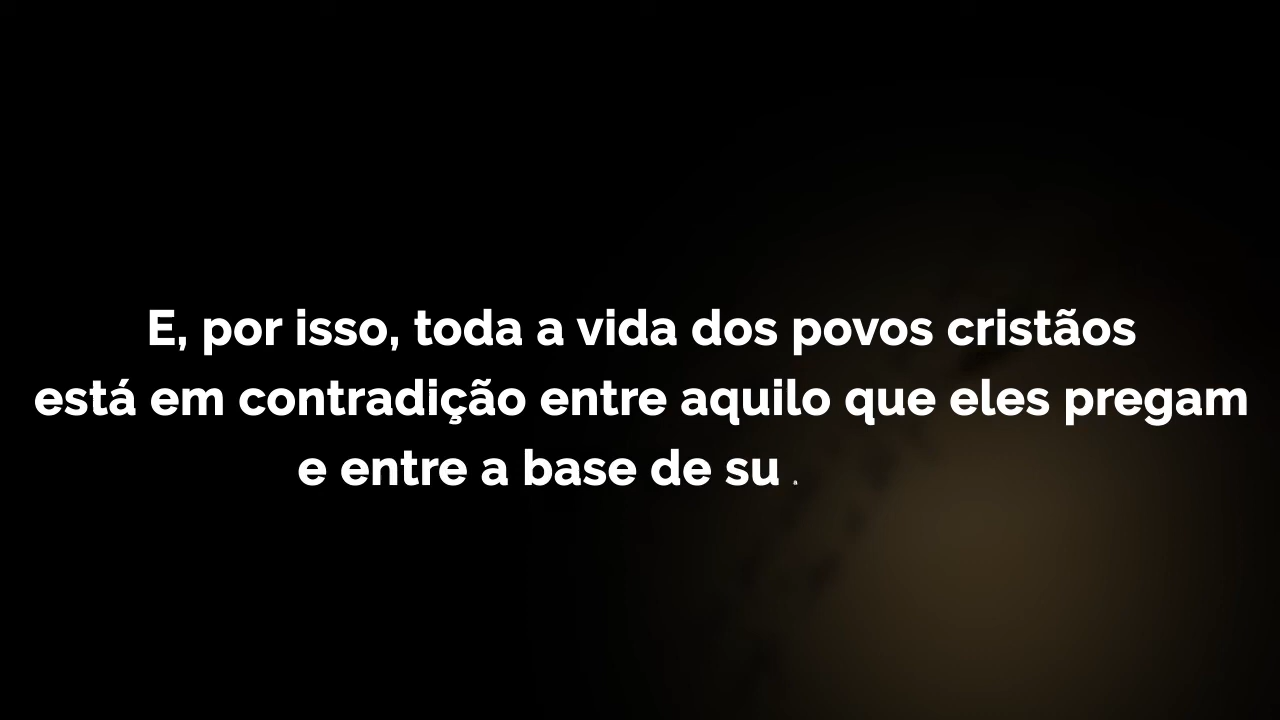 E, por isso, toda a vida dos povos cristãos
está em contradição entre aquilo que eles pregam
e entre a base de su